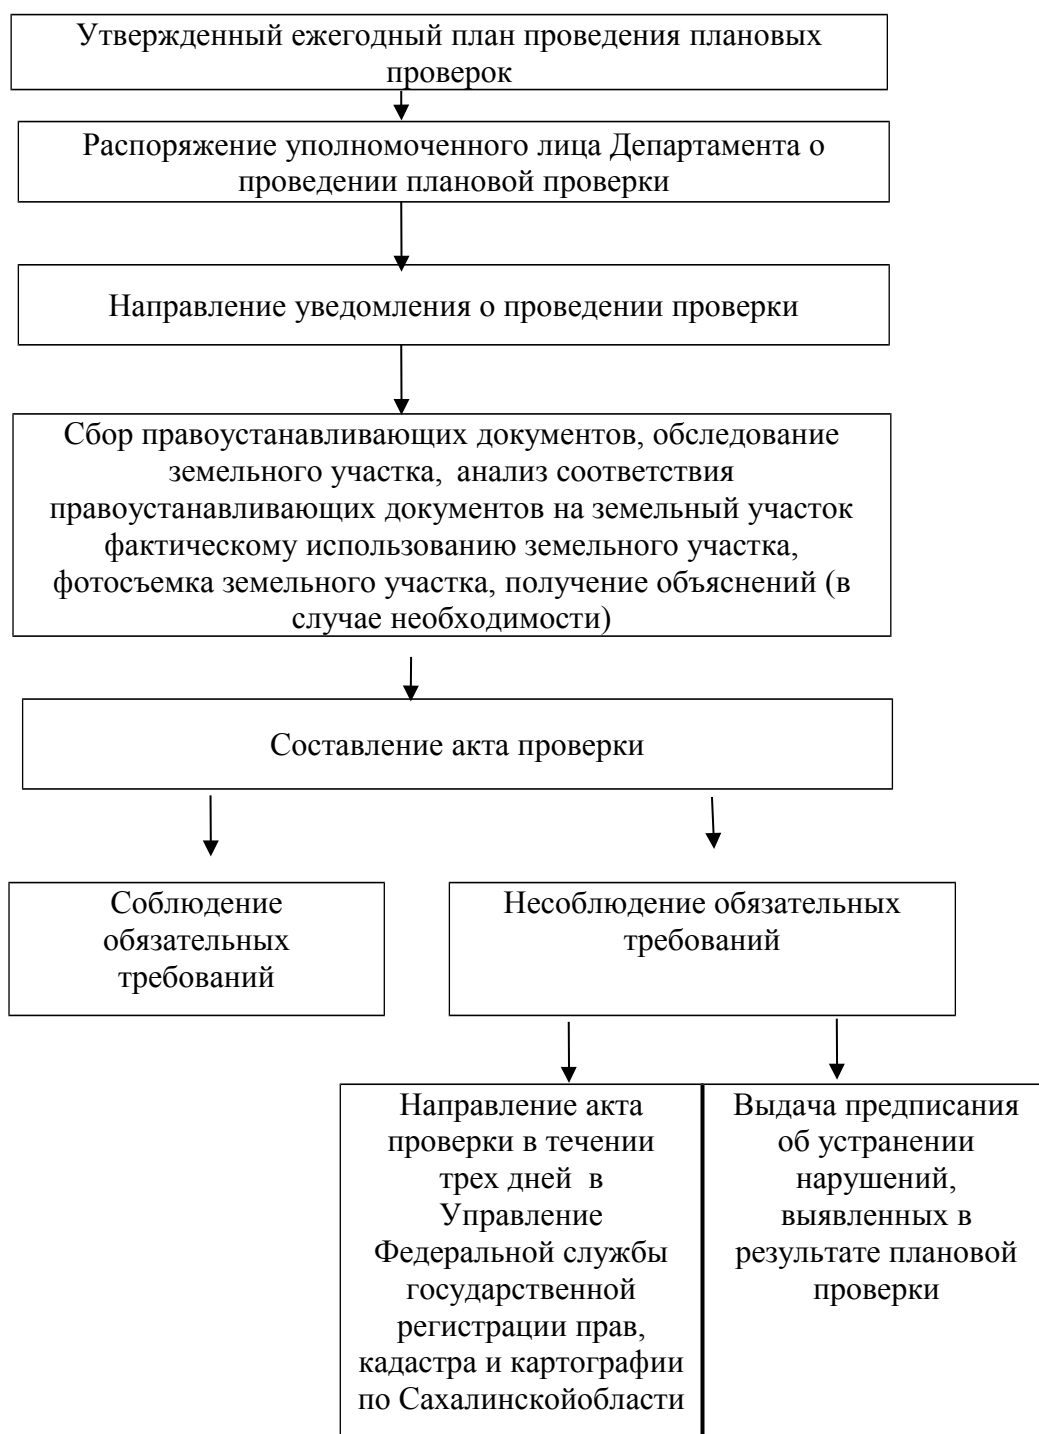 Утвержденный ежегодный план проведения плановых
проверок
Распоряжение уполномоченного лица Департамента о
проведении плановой проверки
Направление уведомления о проведении проверки
Сбор правоустанавливающих документов, обследование
земельного участка, анализ соответствия
правоустанавливающих документов на земельный участок
фактическому использованию земельного участка,
фотосъемка земельного участка, получение объяснений (в
случае необходимости)
Составление акта проверки
Соблюдение
обязательных
требований
Несоблюдение обязательных
требований
Направление акта
проверки в течении
трех дней в
Управление
Федеральной службы
государственной
регистрации прав,
кадастра и картографии
по Сахалинскойобласти
Выдача предписания
об устранении
нарушений,
выявленных в
результате плановой
проверки